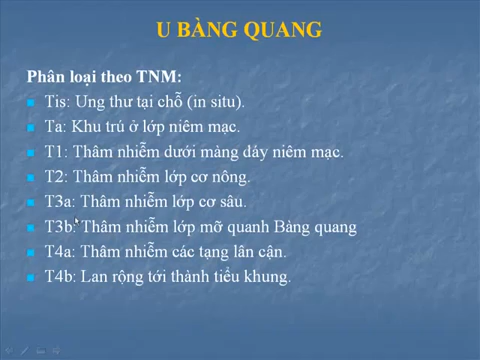 U BÀNG QUANG
Phân loại theo TNM:
Tis: Ung thư tại chỗ (in situ).
Ta: Khu trú ở lớp niêm mạc.
T1: Thâm nhiễm dưới màng đáy niêm mạc.
T2: Thâm nhiễm lớp cơ nông.
T3a: Thâm nhiễm lớp cơ sâu.
T3b: Thâm nhiễm lớp mỡ quanh Bàng quang
T4a: Thâm nhiễm các tạng lân cận.
T4b: Lan rộng tới thành tiểu khung.